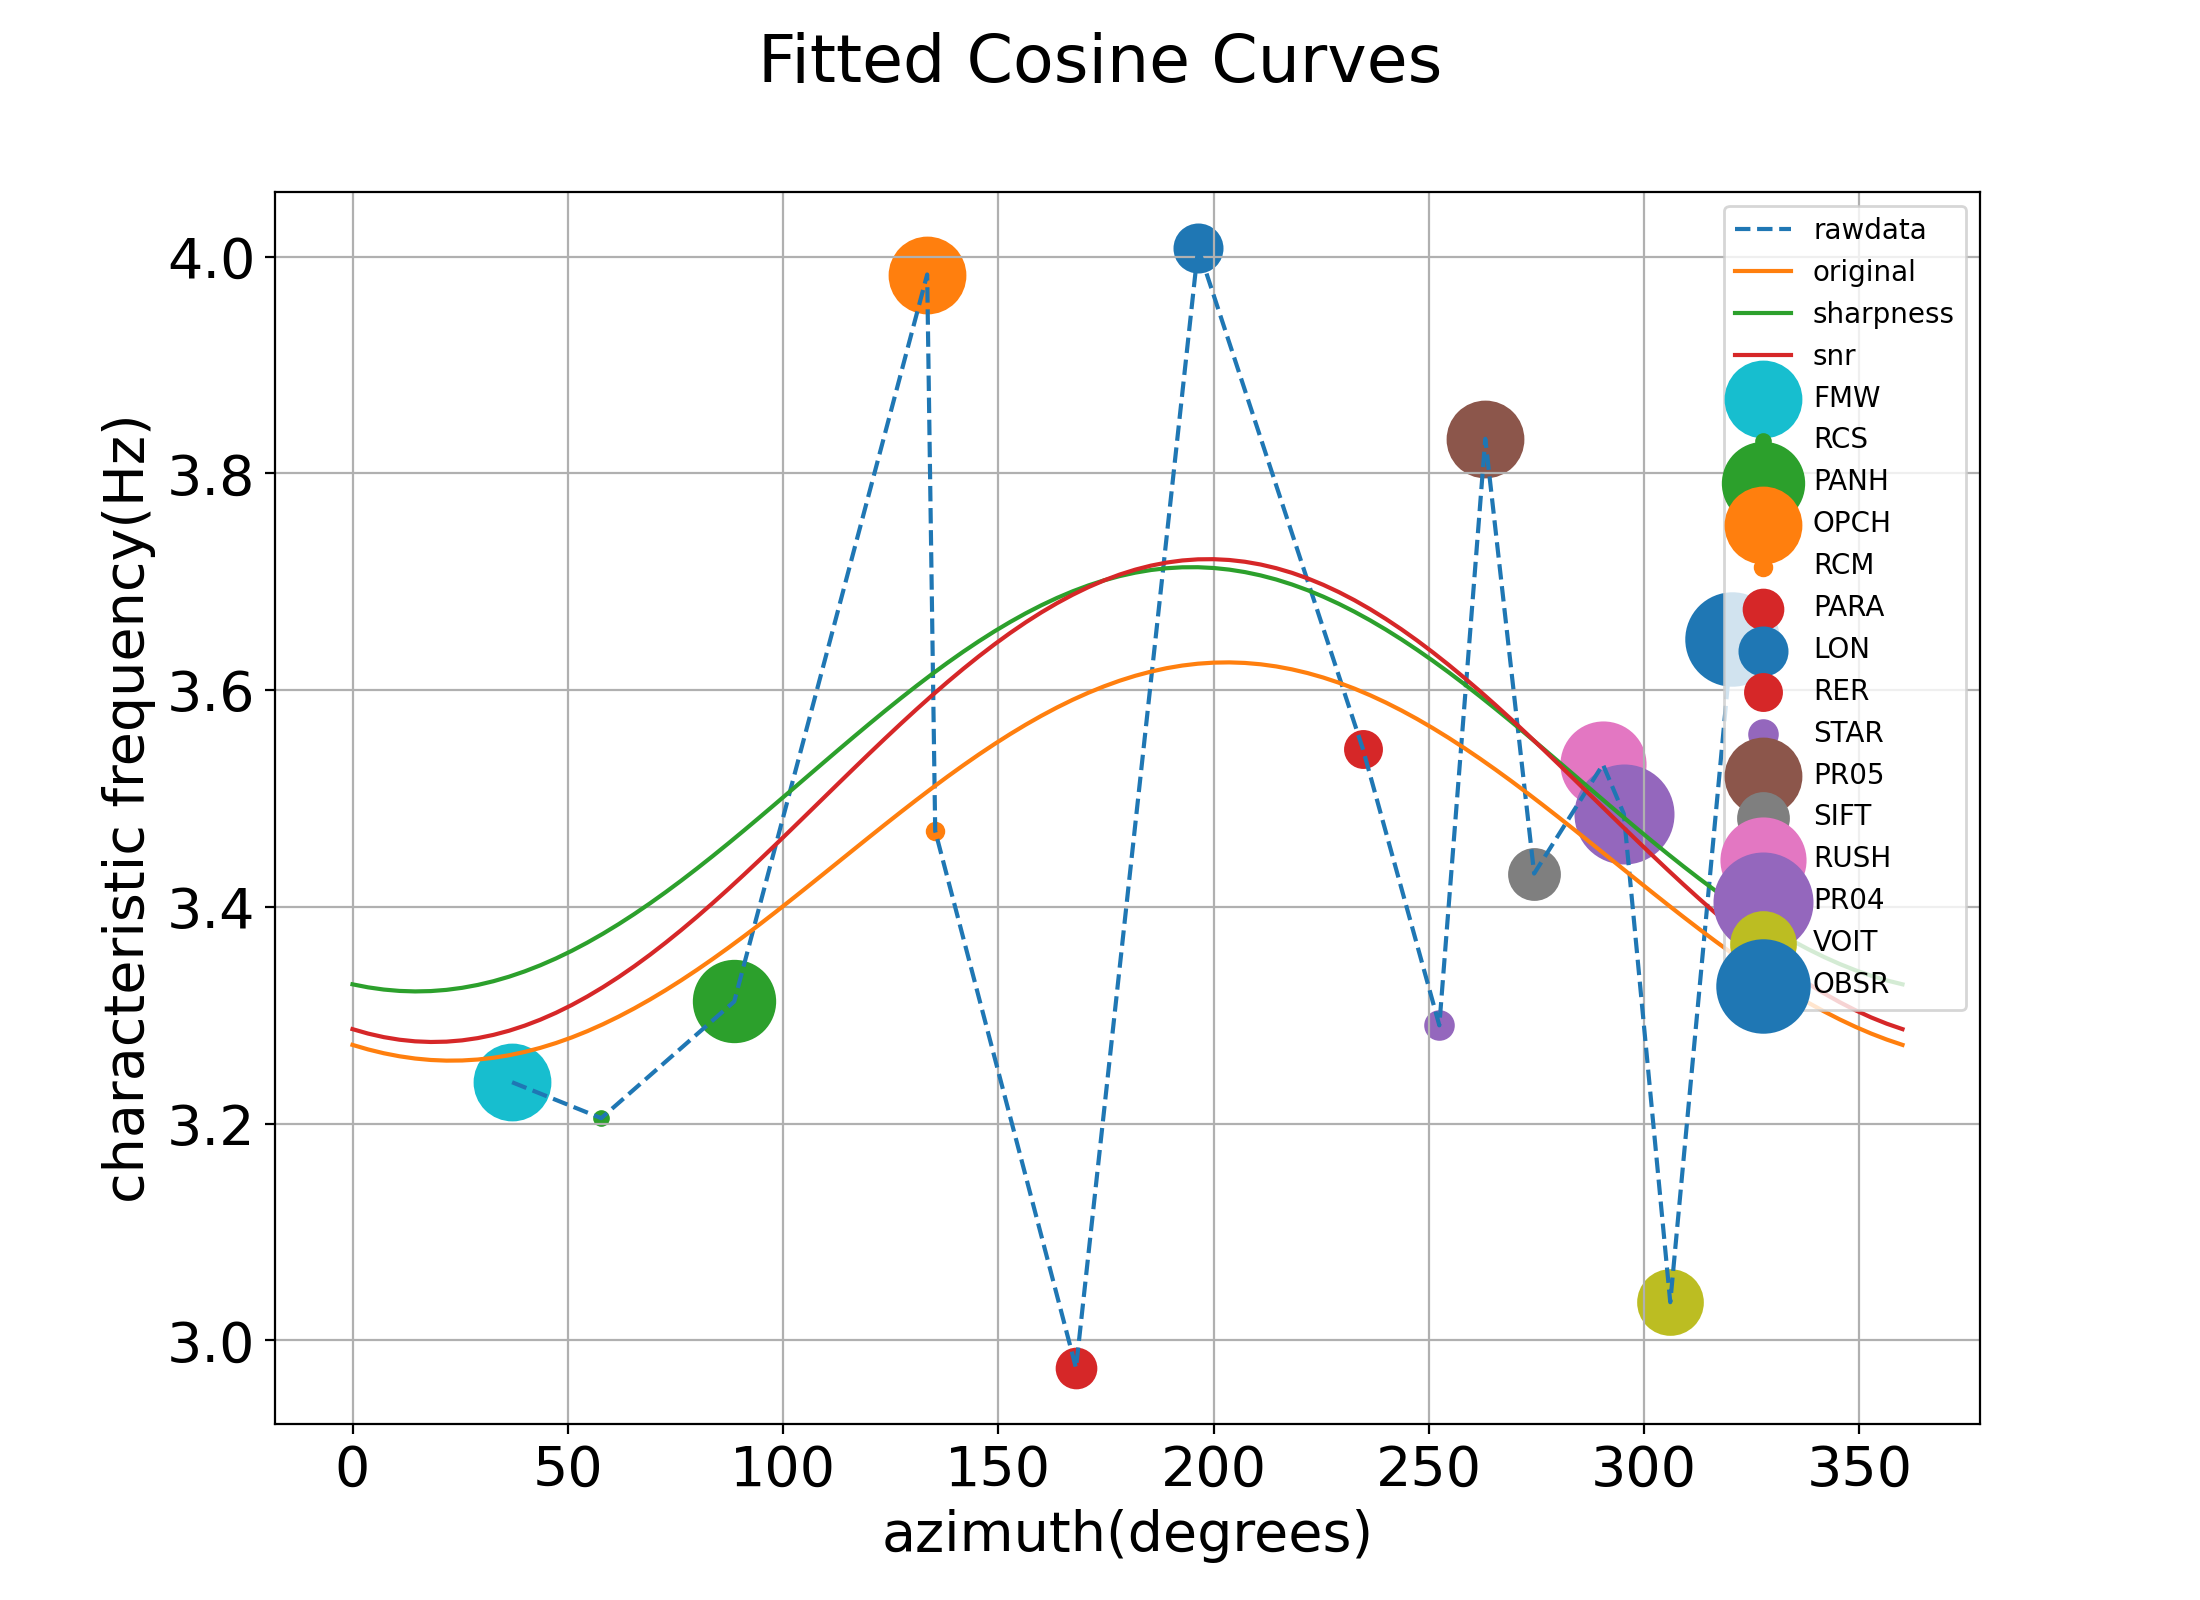 Fitted Cosine Curves
characteristic frequency(Hz)
4.0
3.8
3.6
3.4
3.2
3.0
rawdata
original
sharpness
snr
FMW
RCS
PANH
OPCH
RCM
PARA
LON
RER
STAR
PR05
SIFT
RUSH
PR04
VOIT
OBSR
0 50 100 150 200 250 300 350
azimuth(degrees)